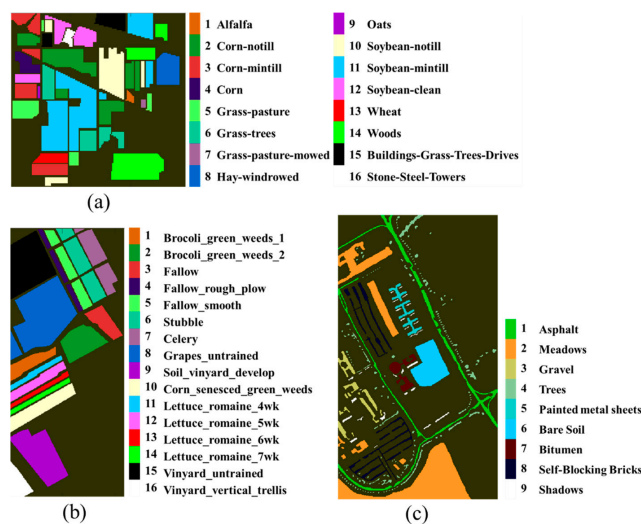 1 Alfalfa
2 Corn-notill
3 Corn-mintill
4 Corn
5 Grass-pasture
6 Grass-trees
7 Grass-pasture-mowed
8 Hay-windrowed
9 Oats
10 Soybean-notill
11 Soybean-mintill
12 Soybean-clean
13 Wheat
14 Woods
15 Buildings-Grass-Trees-Drives
16 Stone-Steel-Towers
(a)
1 Brocoli_green_weeds_1
2 Brocoli_green_weeds_2
3 Fallow
4 Fallow_rough_plow
5 Fallow_smooth
6 Stubble
7 Celery
8 Grapes_untrained
9 Soil_vinyard_develop
10 Corn_senesced_green_weeds
11 Lettuce_romaine_4wk
12 Lettuce_romaine_5wk
13 Lettuce_romaine_6wk
14 Lettuce_romaine_7wk
15 Vinyard_untrained
16 Vinyard_vertical_trellis
(b)
1 Asphalt
2 Meadows
3 Gravel
4 Trees
5 Painted metal sheets
6 Bare Soil
7 Bitumen
8 Self-Blocking Bricks
9 Shadows
(c)